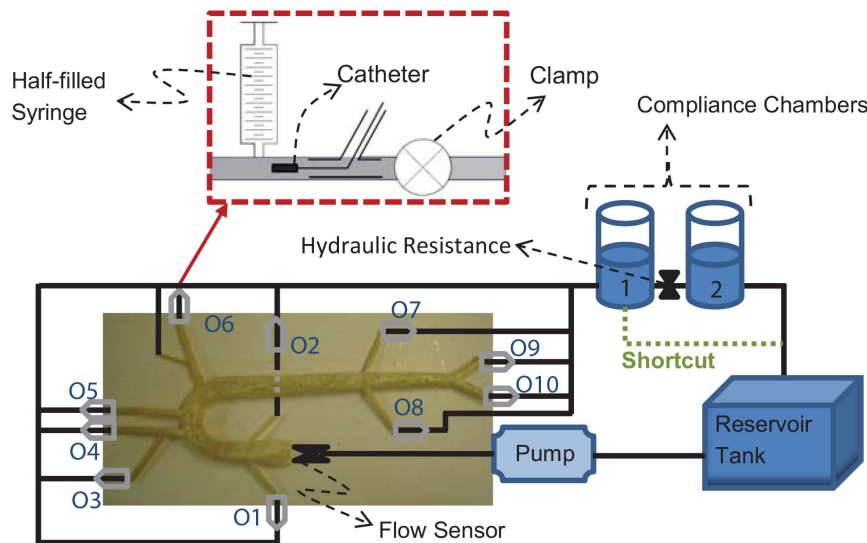 Half-filled
Syringe
Catheter
Clamp
Compliance Chambers
Hydraulic Resistance
1
2
Shortcut
O6
O2
O7
O9
O10
O5
O4
O8
O3
O1
Pump
Reservoir
Tank
Flow Sensor